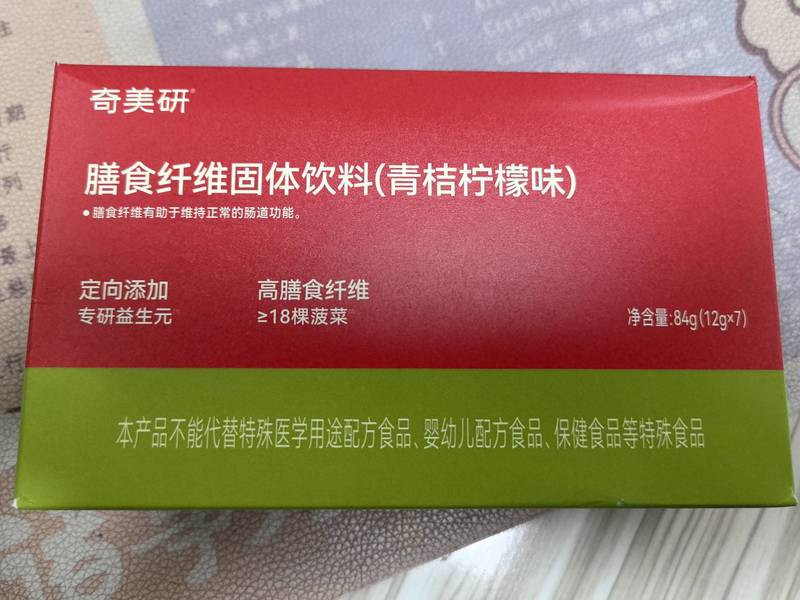 奇美研®
膳食纤维固体饮料(青桔柠檬味)
●膳食纤维有助于维持正常的肠道功能。
定向添加 高膳食纤维
专研益生元 ≥18棵菠菜 净含量:84g(12g×7)
本产品不能代替特殊医学用途配方食品、婴幼儿配方食品、保健食品等特殊食品